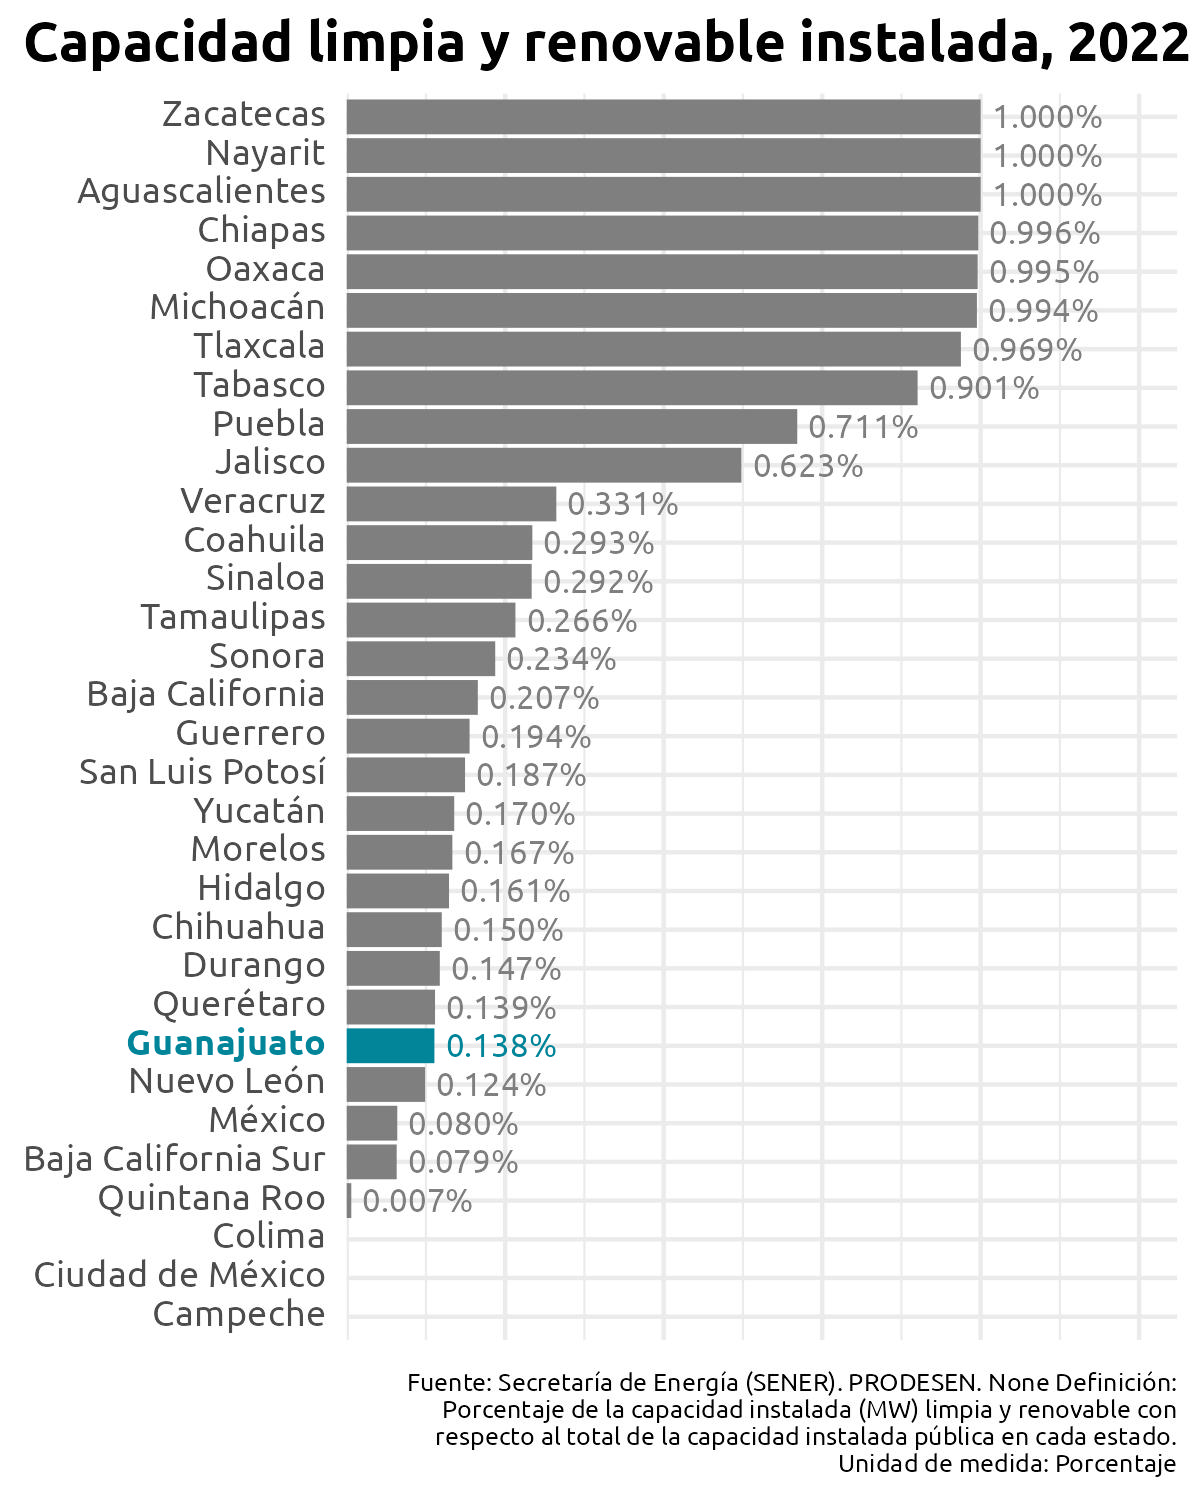 Capacidad limpia y renovable instalada, 2022
Zacatecas 1.000%
Nayarit 1.000%
Aguascalientes 1.000%
Chiapas 0.996%
Oaxaca 0.995%
Michoacán 0.994%
Tlaxcala 0.969%
Tabasco 0.901%
Puebla 0.711%
Jalisco 0.623%
Veracruz 0.331%
Coahuila 0.293%
Sinaloa 0.292%
Tamaulipas 0.266%
Sonora 0.234%
Baja California 0.207%
Guerrero 0.194%
San Luis Potosí 0.187%
Yucatán 0.170%
Morelos 0.167%
Hidalgo 0.161%
Chihuahua 0.150%
Durango 0.147%
Querétaro 0.139%
Guanajuato 0.138%
Nuevo León 0.124%
México 0.080%
Baja California Sur 0.079%
Quintana Roo 0.007%
Colima
Ciudad de México
Campeche
Fuente: Secretaría de Energía (SENER). PRODESEN. None Definición:
Porcentaje de la capacidad instalada (MW) limpia y renovable con
respecto al total de la capacidad instalada pública en cada estado.
Unidad de medida: Porcentaje